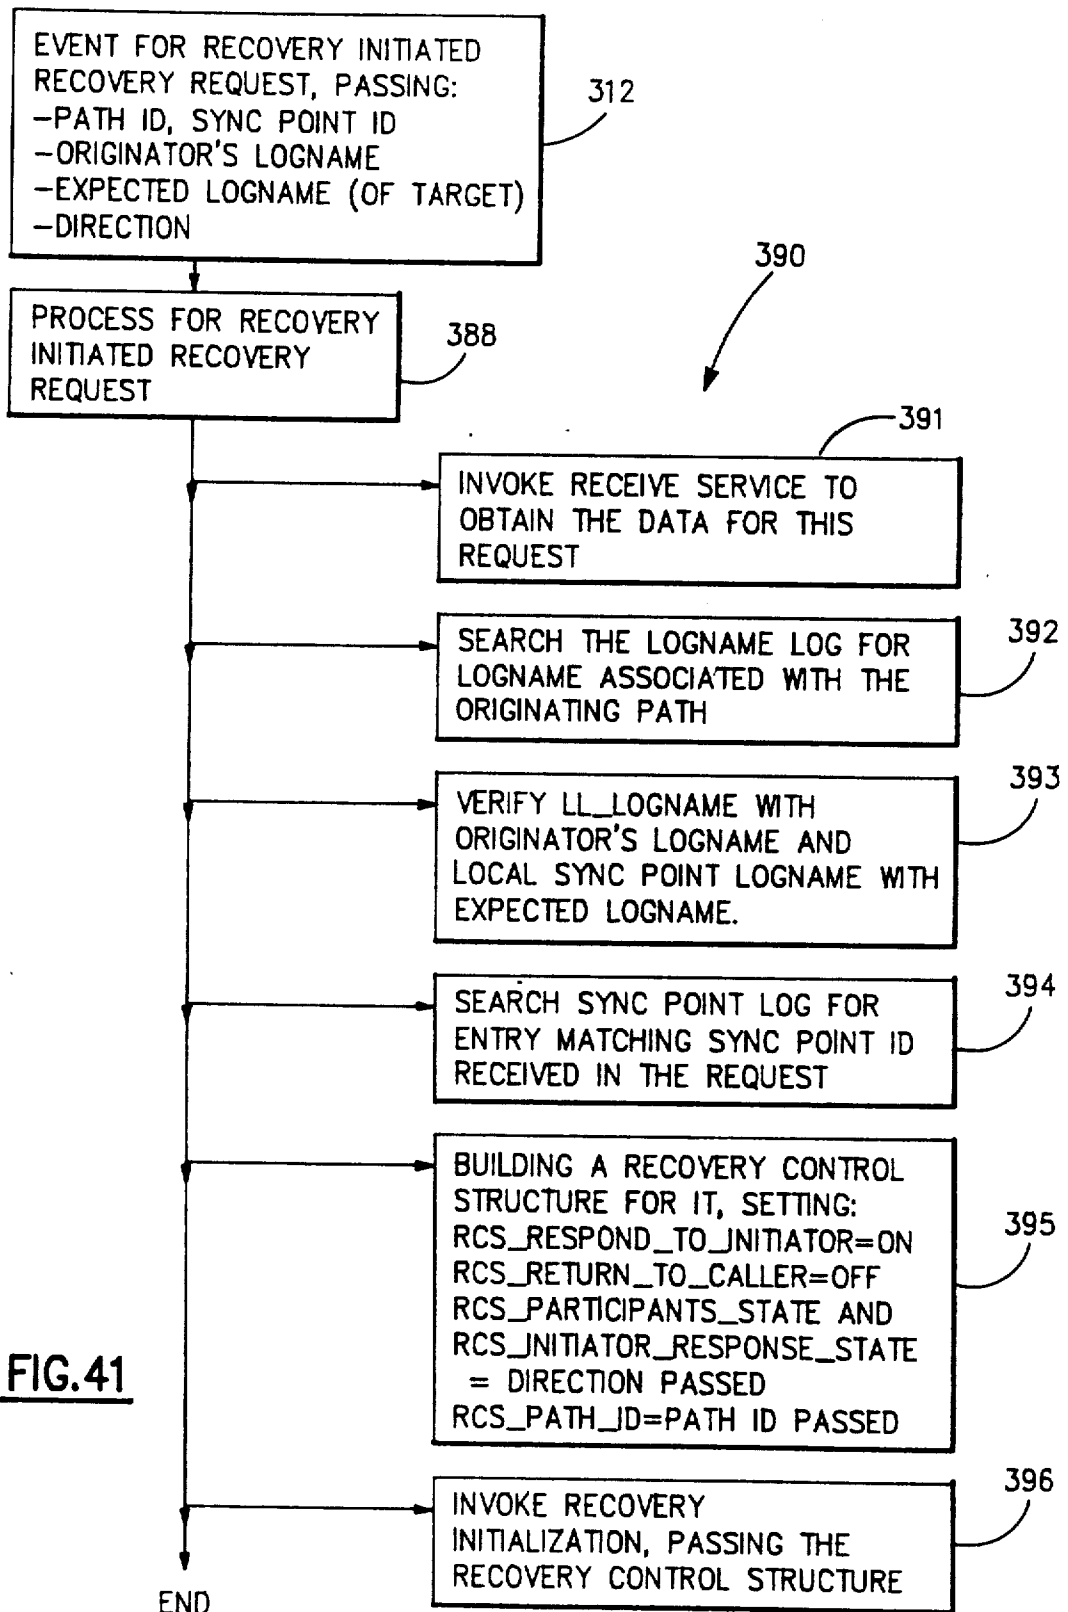 EVENT FOR RECOVERY INITIATED
RECOVERY REQUEST, PASSING:
-PATH ID, SYNC POINT ID
-ORIGINATOR'S LOGNAME
-EXPECTED LOGNAME (OF TARGET)
-DIRECTION
312
390
PROCESS FOR RECOVERY
INITIATED RECOVERY
REQUEST
388
391
INVOKE RECEIVE SERVICE TO
OBTAIN THE DATA FOR THIS
REQUEST
392
SEARCH THE LOGNAME LOG FOR
LOGNAME ASSOCIATED WITH THE
ORIGINATING PATH
393
VERIFY LL_LOGNAME WITH
ORIGINATOR'S LOGNAME AND
LOCAL SYNC POINT LOGNAME WITH
EXPECTED LOGNAME.
394
SEARCH SYNC POINT LOG FOR
ENTRY MATCHING SYNC POINT ID
RECEIVED IN THE REQUEST
BUILDING A RECOVERY CONTROL
STRUCTURE FOR IT, SETTING:
RCS_RESPOND_TO_INITIATOR=ON
RCS_RETURN_TO_CALLER=OFF
RCS_PARTICIPANTS_STATE AND
RCS_INITIATOR_RESPONSE_STATE
= DIRECTION PASSED
RCS_PATH_ID=PATH ID PASSED
395
FIG.41
396
INVOKE RECOVERY
INITIALIZATION, PASSING THE
RECOVERY CONTROL STRUCTURE
END